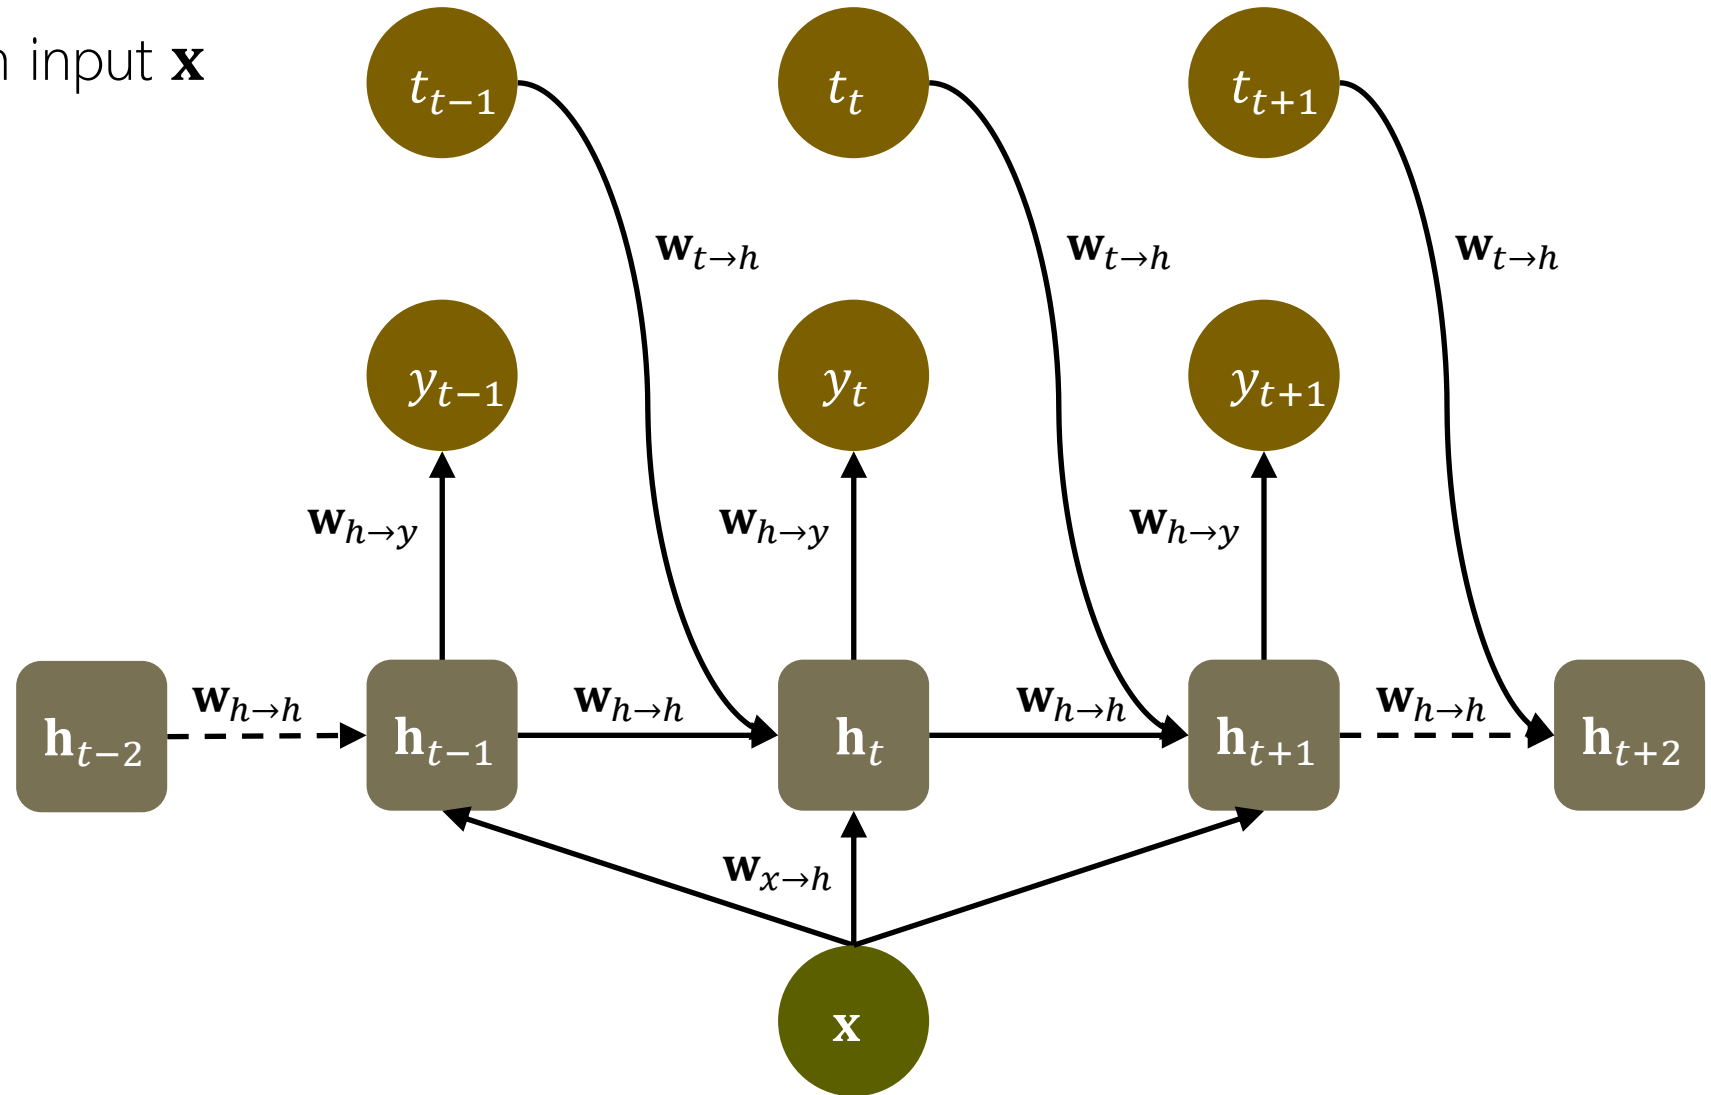 n input 𝐱
t_{t−1} t_t t_{t+1}
𝐰_{t→h} 𝐰_{t→h} 𝐰_{t→h}
y_{t−1} y_t y_{t+1}
𝐰_{h→y} 𝐰_{h→y} 𝐰_{h→y}
𝐰_{h→h} 𝐰_{h→h} 𝐰_{h→h} 𝐰_{h→h}
𝐡_{t−2} 𝐡_{t−1} 𝐡_t 𝐡_{t+1} 𝐡_{t+2}
𝐰_{x→h}
𝐱